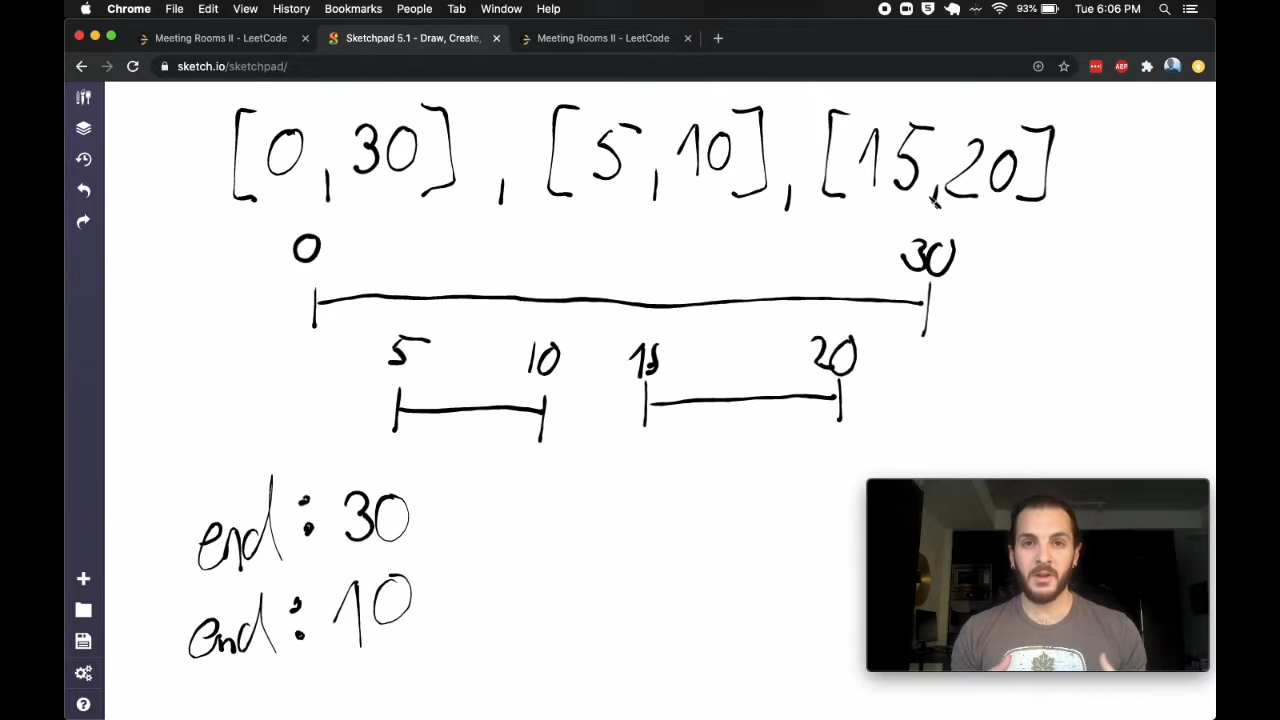 Chrome File Edit View History Bookmarks People Tab Window Help 93% Tue 6:06 PM
Meeting Rooms II - LeetCode Sketchpad 5.1 - Draw, Create, Meeting Rooms II - LeetCode
sketch.io/sketchpad/ ABP
[0,30] , [5,10] , [15,20]
0 30
5 10 15 20
end: 30
end: 10